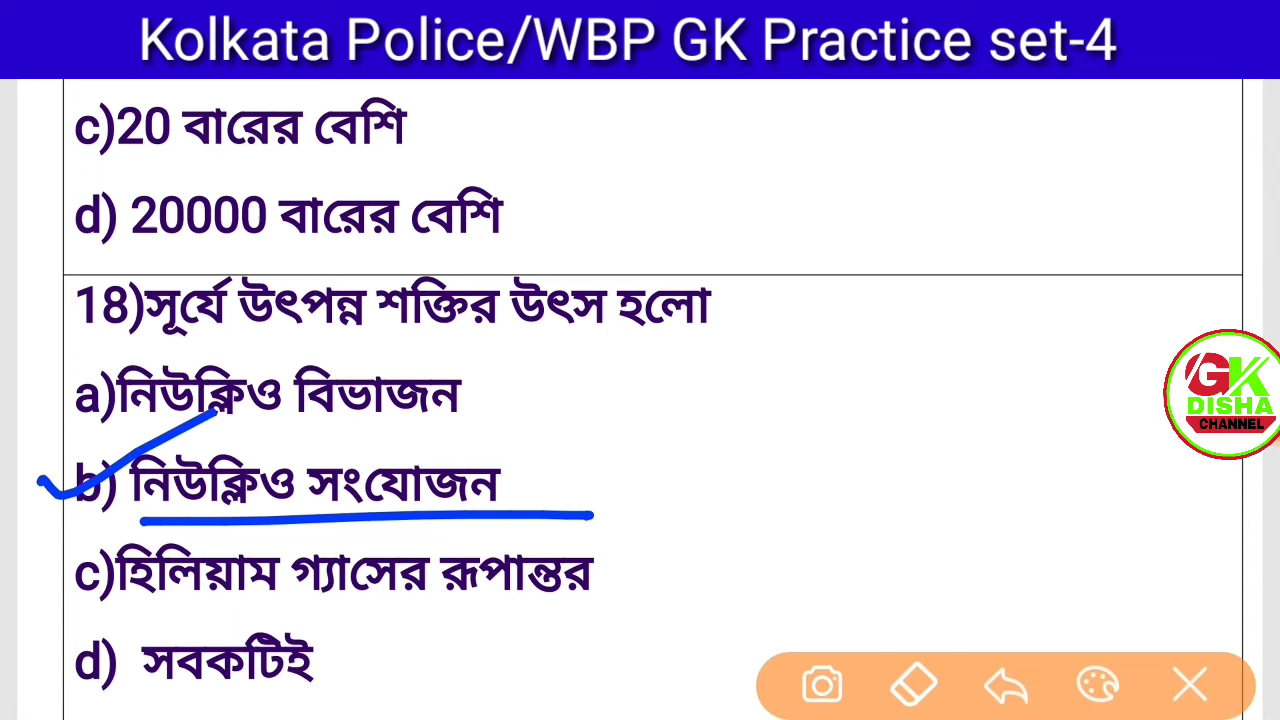 Kolkata Police/WBP GK Practice set-4
c)20 বারের বেশি
d) 20000 বারের বেশি
18)সূর্যে উৎপন্ন শক্তির উৎস হলো
a)নিউক্লিও বিভাজন
b) নিউক্লিও সংযোজন
c)হিলিয়াম গ্যাসের রূপান্তর
d) সবকটিই
GK
DISHA
CHANNEL